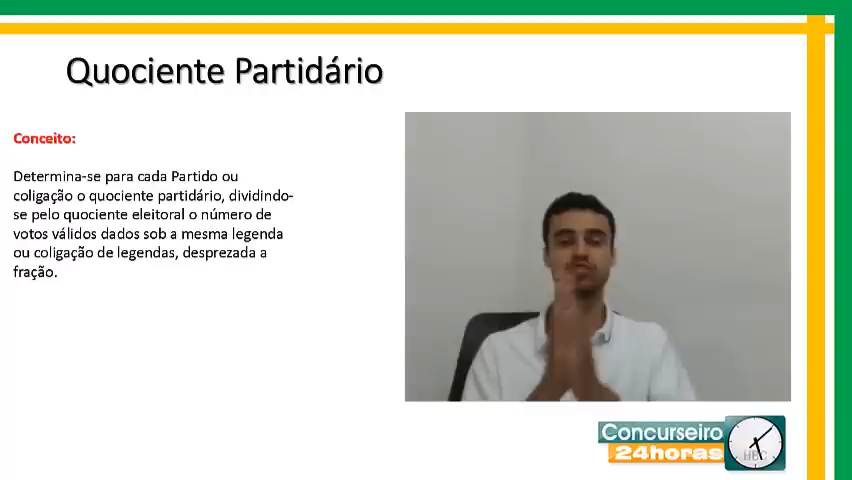 Quociente Partidário
Conceito:
Determina-se para cada Partido ou
coligação o quociente partidário, dividindo-
se pelo quociente eleitoral o número de
votos válidos dados sob a mesma legenda
ou coligação de legendas, desprezada a
fração.
Concurseiro
24horas
HBC